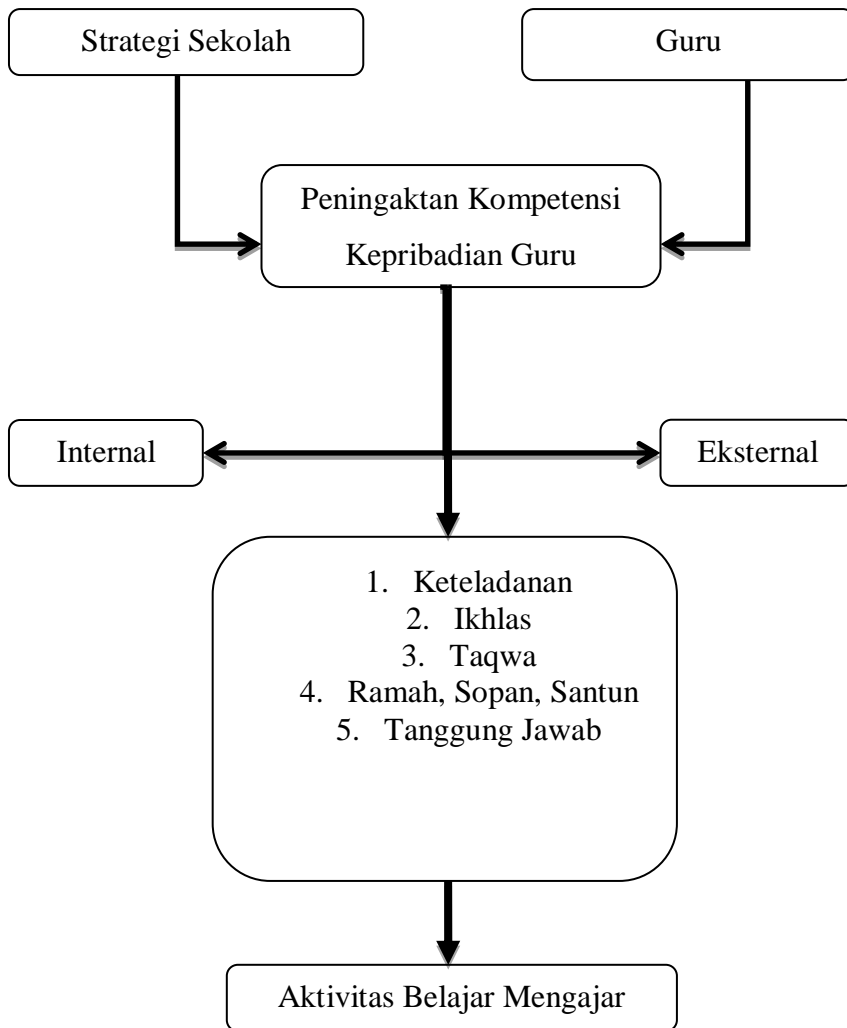 Strategi Sekolah
Guru
Peningaktan Kompetensi
Kepribadian Guru
Internal
Eksternal
1. Keteladanan
2. Ikhlas
3. Taqwa
4. Ramah, Sopan, Santun
5. Tanggung Jawab
Aktivitas Belajar Mengajar